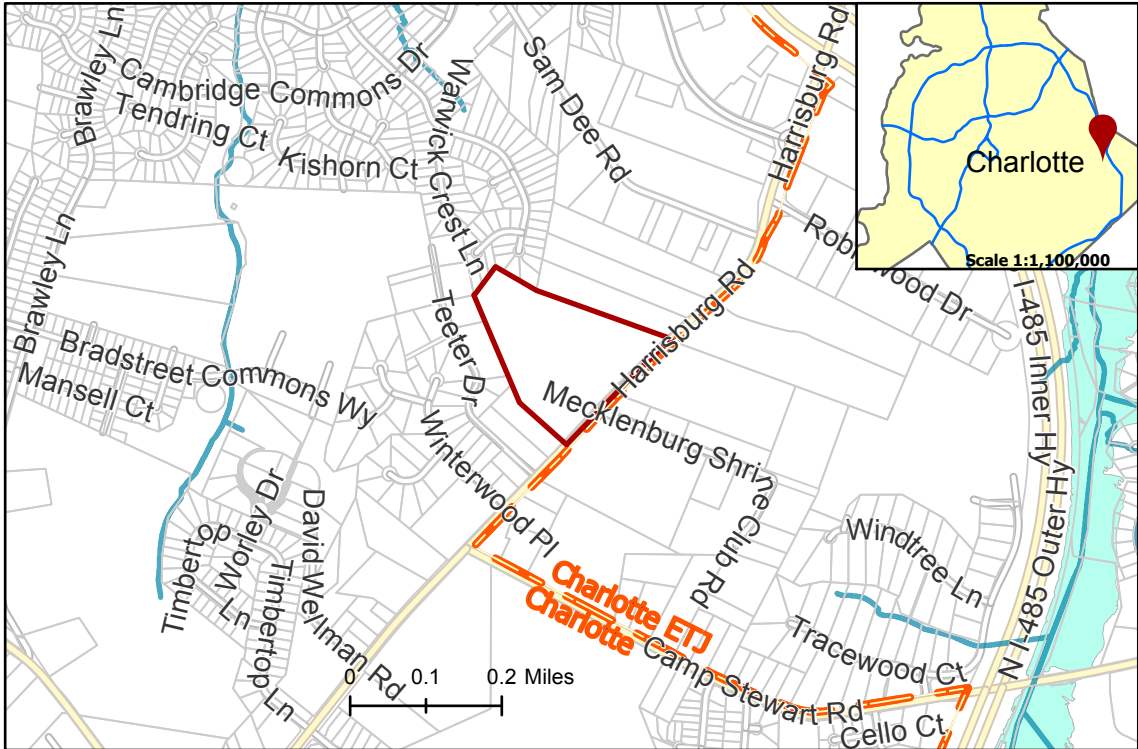 Brawley Ln
Cambridge Commons Dr
Tendring Ct
Kishorn Ct
Warwick Crest Ln
Sam Dee Rd
Harrisburg Rd
Charlotte
Scale 1:1,100,000
Harrisburg Rd
Brawley Ln
Teeter Dr
I-485 Inner Hy
Bradstreet Commons Wy
Mansell Ct
Harrisburg Rd
Mecklenburg Shrine Club Rd
Winterwood Pl
N I-485 Outer Hy
Timbertop Ln
Worley Dr
David Weylman Rd
Timbertop Ln
Windtree Ln
Charlotte ETJ
Charlotte
Tracewood Ct
Camp Stewart Rd
Cello Ct
0 0.1 0.2 Miles